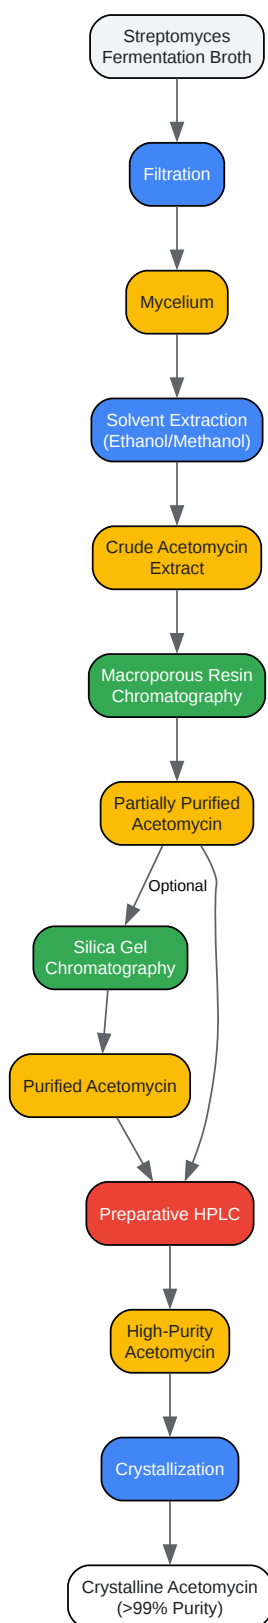 Streptomyces
Fermentation Broth
Filtration
Mycelium
Solvent Extraction
(Ethanol/Methanol)
Crude Acetomycin
Extract
Macroporous Resin
Chromatography
Partially Purified
Acetomycin
Optional
Silica Gel
Chromatography
Purified Acetomycin
Preparative HPLC
High-Purity
Acetomycin
Crystallization
Crystalline Acetomycin
(>99% Purity)